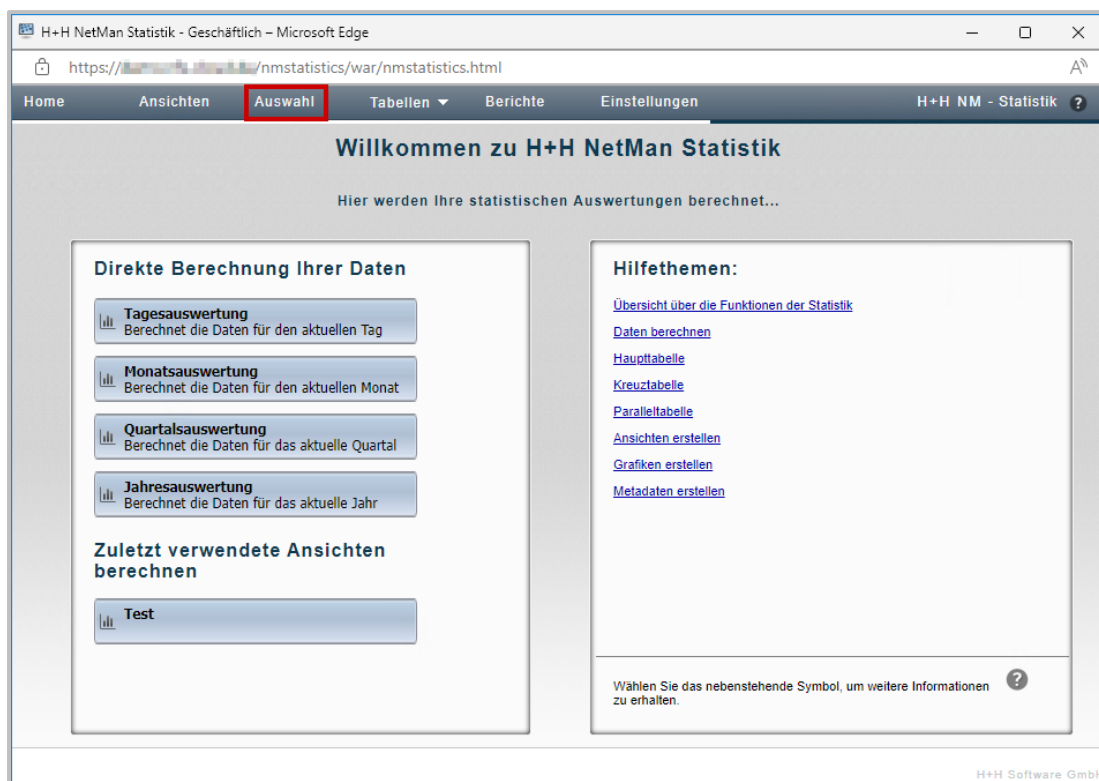 H+H NetMan Statistik - Geschäftlich – Microsoft Edge
https:// /nmstatistics/war/nmstatistics.html
Home Ansichten Auswahl Tabellen Berichte Einstellungen H+H NM - Statistik ?
Willkommen zu H+H NetMan Statistik
Hier werden Ihre statistischen Auswertungen berechnet...
Direkte Berechnung Ihrer Daten
Tagesauswertung
Berechnet die Daten für den aktuellen Tag
Monatsauswertung
Berechnet die Daten für den aktuellen Monat
Quartalsauswertung
Berechnet die Daten für das aktuelle Quartal
Jahresauswertung
Berechnet die Daten für das aktuelle Jahr
Zuletzt verwendete Ansichten
berechnen
Test
Hilfethemen:
Übersicht über die Funktionen der Statistik
Daten berechnen
Haupttabelle
Kreuztabelle
Paralleltabelle
Ansichten erstellen
Grafiken erstellen
Metadaten erstellen
Wählen Sie das nebenstehende Symbol, um weitere Informationen
zu erhalten.
?
H+H Software GmbH